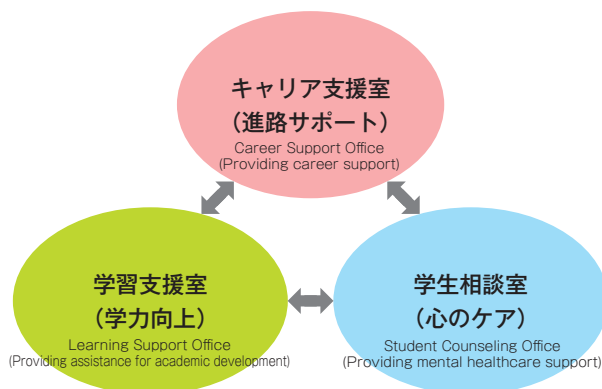 キャリア支援室
（進路サポート）
Career Support Office
(Providing career support)
学習支援室
（学力向上）
Learning Support Office
(Providing assistance for academic development)
学生相談室
（心のケア）
Student Counseling Office
(Providing mental healthcare support)